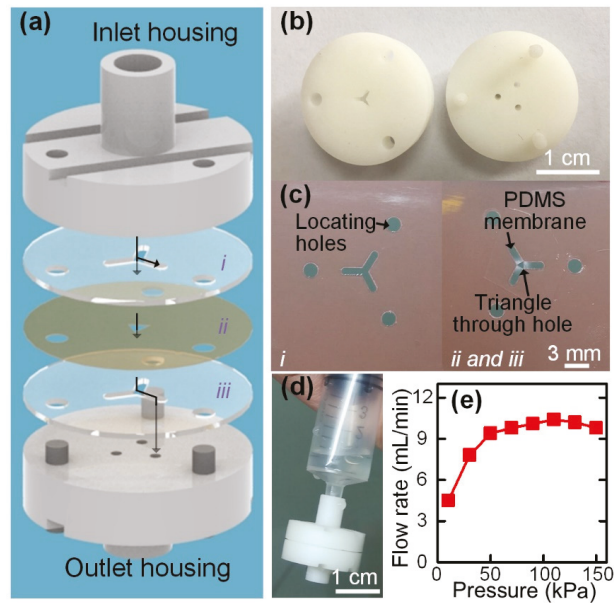 (a)
Inlet housing
i
ii
iii
Outlet housing
(b)
1 cm
(c)
Locating
holes
i
PDMS
membrane
Triangle
through hole
ii and iii
3 mm
(d)
1 cm
(e)
Flow rate (mL/min)
12
9
6
3
0
0 50 100 150
Pressure (kPa)